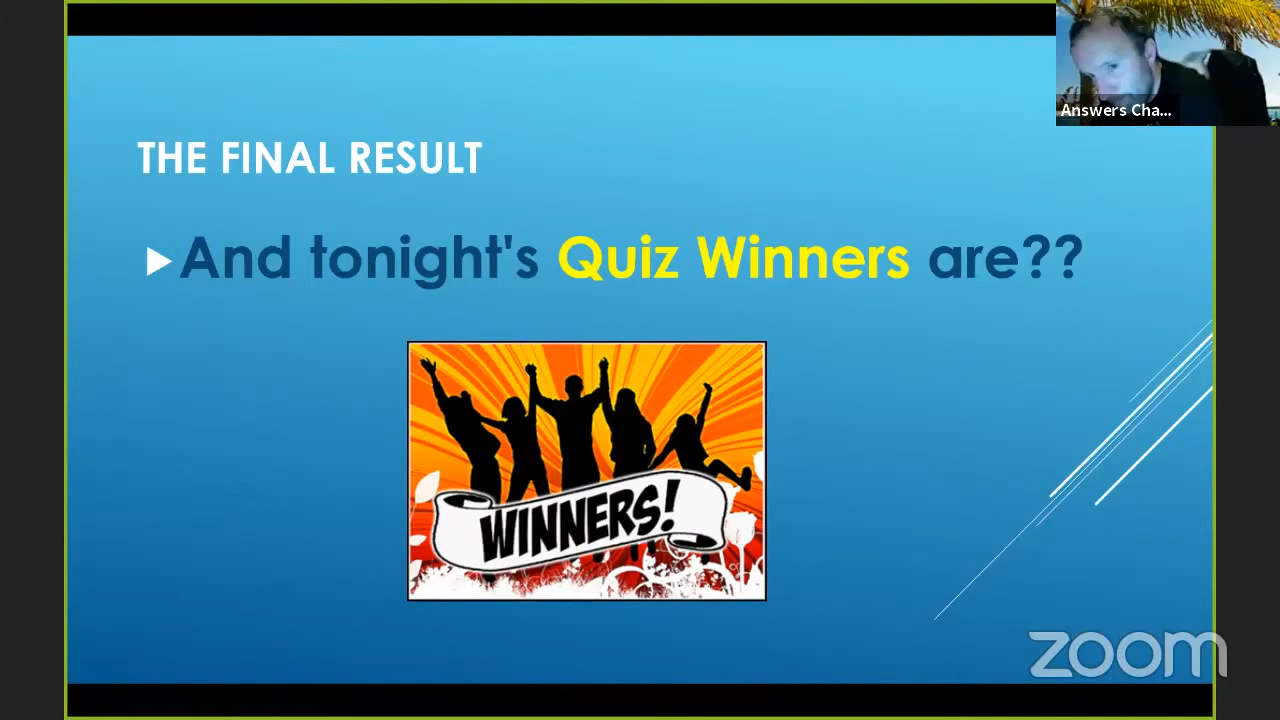 Answers Cha...
THE FINAL RESULT
And tonight's Quiz Winners are??
WINNERS!
zoom